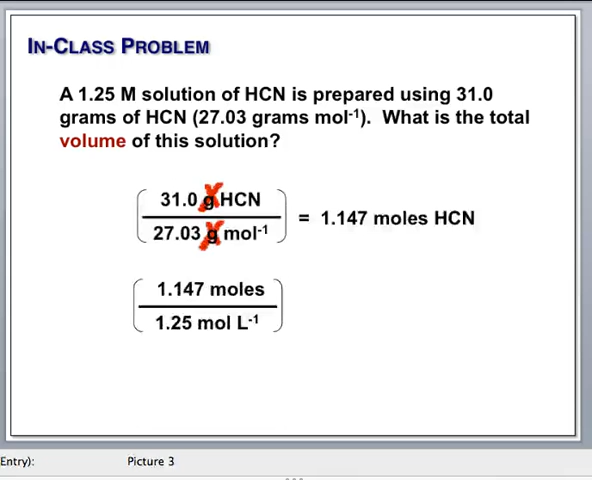 IN-CLASS PROBLEM
A 1.25 M solution of HCN is prepared using 31.0
grams of HCN (27.03 grams mol⁻¹). What is the total
volume of this solution?
31.0 g HCN
27.03 g mol⁻¹
= 1.147 moles HCN
1.147 moles
1.25 mol L⁻¹
Entry):
Picture 3